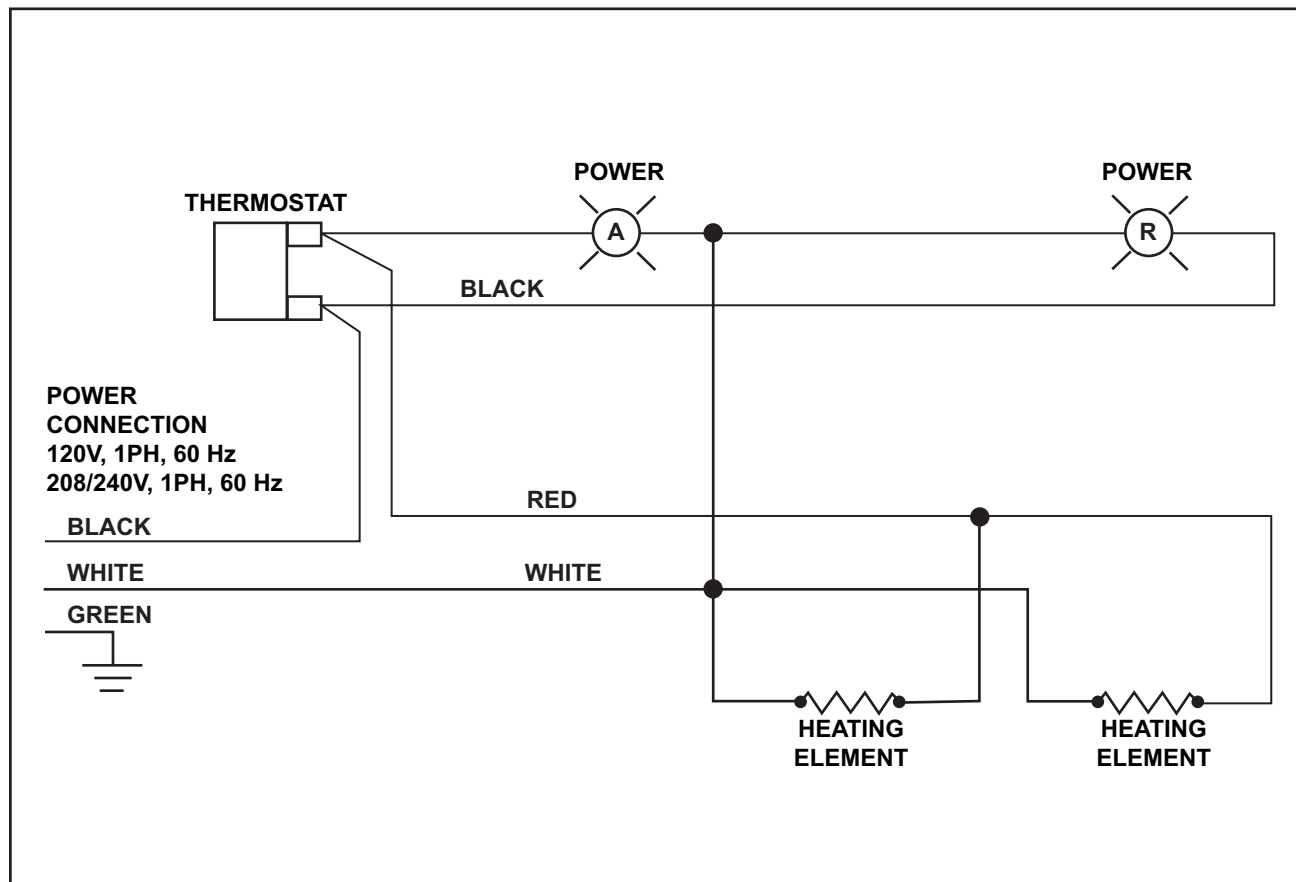 POWER
POWER
THERMOSTAT
A
R
BLACK
POWER
CONNECTION
120V, 1PH, 60 Hz
208/240V, 1PH, 60 Hz
RED
BLACK
WHITE
WHITE
GREEN
HEATING
ELEMENT
HEATING
ELEMENT